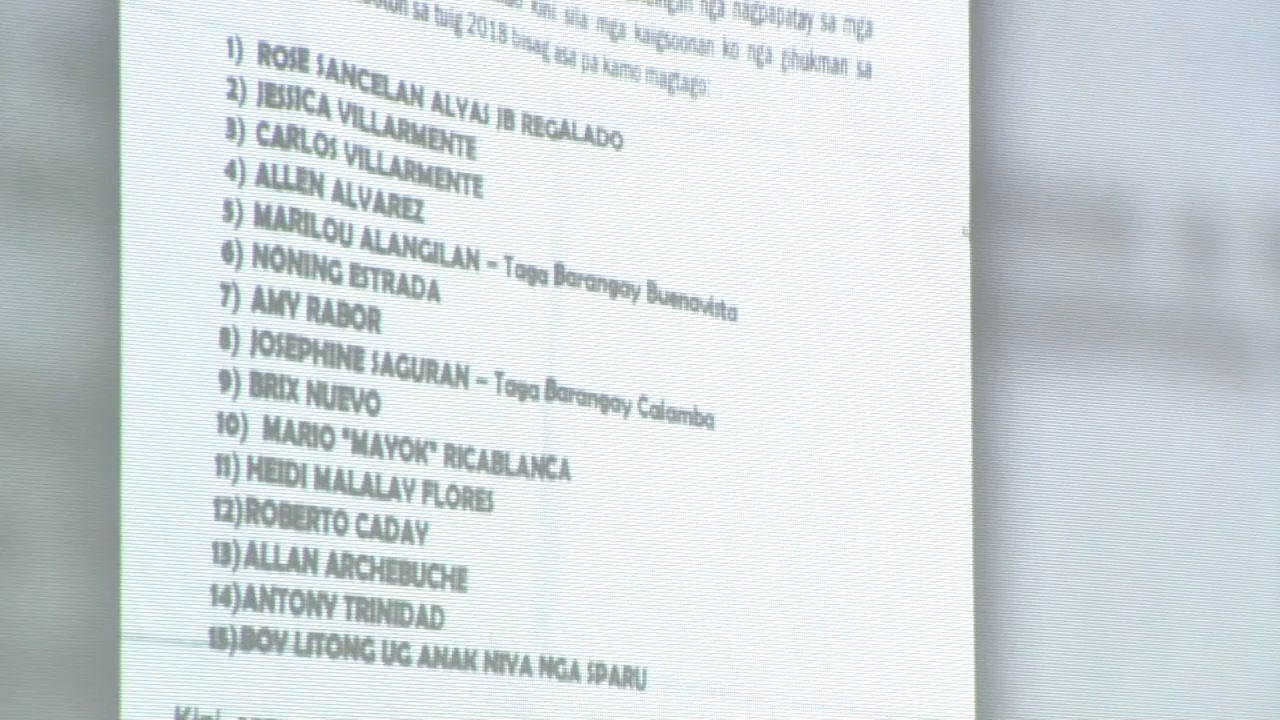 nga nagpapatay sa mga
kini sila mga kaigsoonan ko nga gihukman sa
sa tuig 2018 bisag asa pa kamo magtago:
1) ROSE SANCELAN ALYAS JB REGALADO
2) JESSICA VILLARMENTE
3) CARLOS VILLARMENTE
4) ALLEN ALVAREZ
5) MARILOU ALANGILAN – Taga Barangay Buenavista
6) NONING ESTRADA
7) AMY RABOR
8) JOSEPHINE SAGURAN – Taga Barangay Calamba
9) BRIX NUEVO
10) MARIO "MAYOK" RICABLANCA
11) HEIDI MALALAY FLORES
12)ROBERTO CADAY
13)ALLAN ARCHEBUCHE
14)ANTONY TRINIDAD
15)BOY LITONG UG ANAK NIYA NGA SPARU